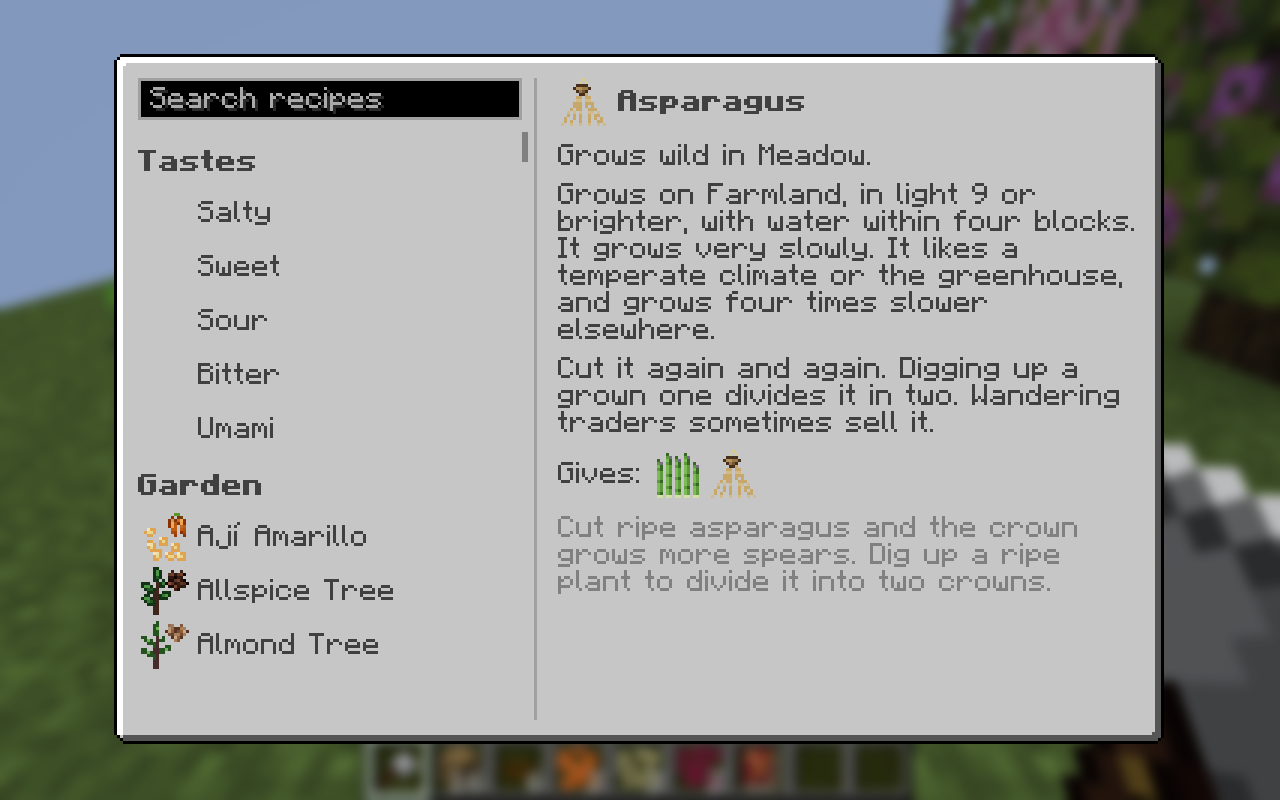 Search recipes
Tastes
Salty
Sweet
Sour
Bitter
Umami
Garden
Ají Amarillo
Allspice Tree
Almond Tree
Asparagus
Grows wild in Meadow.
Grows on Farmland, in light 9 or
brighter, with water within four blocks.
It grows very slowly. It likes a
temperate climate or the greenhouse,
and grows four times slower
elsewhere.
Cut it again and again. Digging up a
grown one divides it in two. Wandering
traders sometimes sell it.
Gives:
Cut ripe asparagus and the crown
grows more spears. Dig up a ripe
plant to divide it into two crowns.